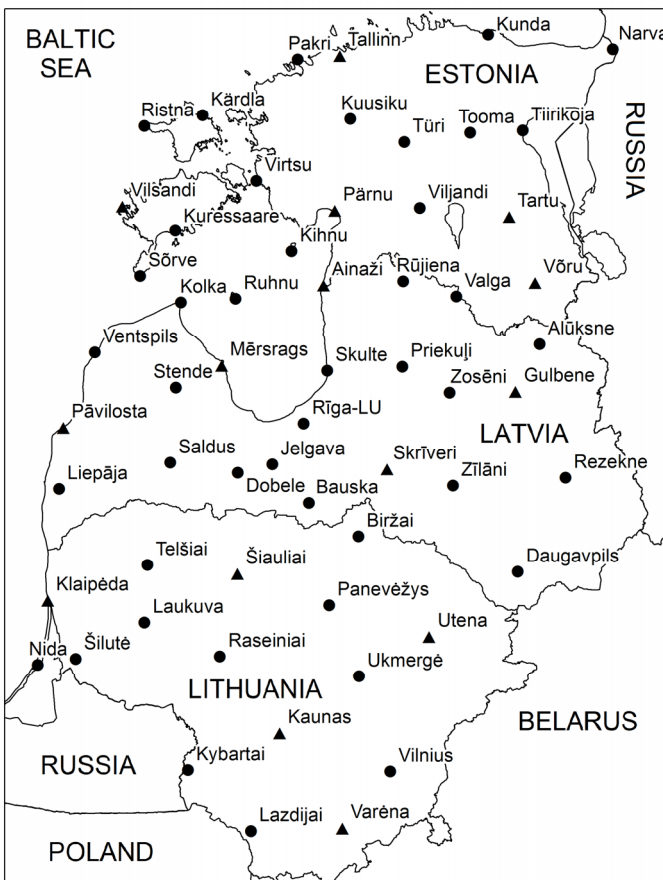 BALTIC
SEA
Kunda
Narva
Pakri
Tallinn
ESTONIA
Ristna
Kärdla
Kuusiku
Türi
Tooma
Tiirikoja
RUSSIA
Virtsu
Vilsandi
Kuressaare
Pärnu
Viljandi
Tartu
Kihnu
Sõrve
Kolka
Ruhnu
Ainaži
Rūjiena
Valga
Võru
Ventspils
Alūksne
Stende
Mērsrags
Skulte
Priekuļi
Zosēni
Gulbene
Pāvilosta
Rīga-LU
LATVIA
Saldus
Jelgava
Skrīveri
Rezekne
Liepāja
Dobele
Bauska
Zīlāni
Biržai
Telšiai
Šiauliai
Daugavpils
Klaipėda
Panevėžys
Laukuva
Utena
Nida
Šilutė
Raseiniai
Ukmergė
LITHUANIA
Kaunas
BELARUS
RUSSIA
Kybartai
Vilnius
Lazdijai
Varėna
POLAND